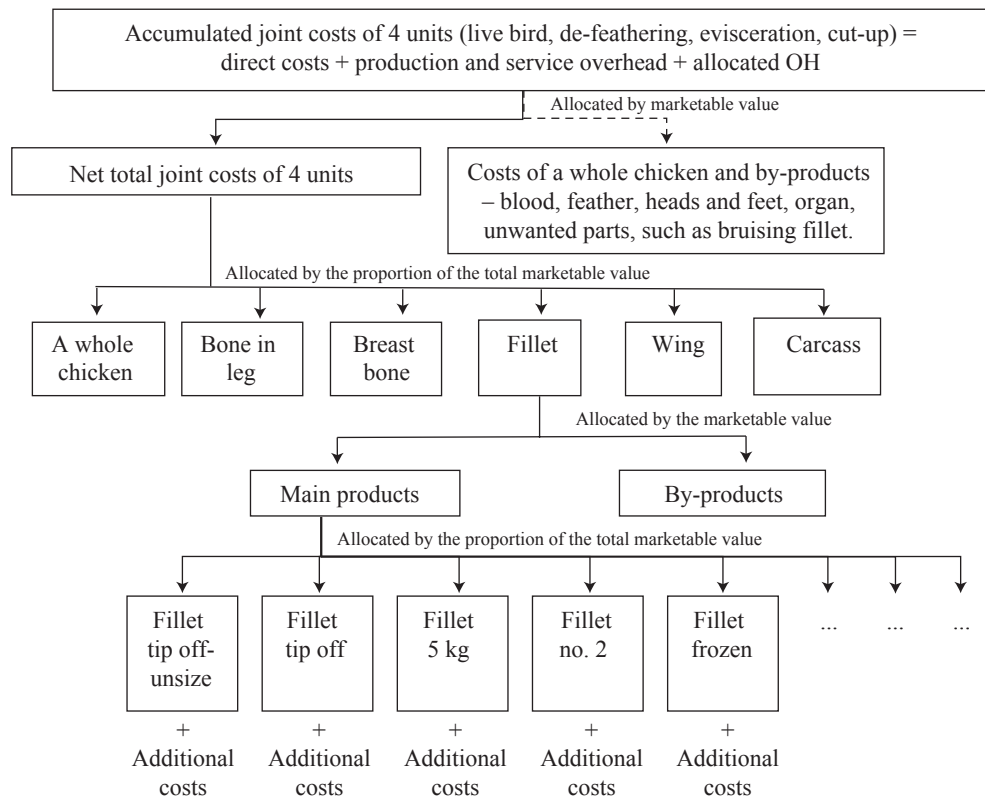 Accumulated joint costs of 4 units (live bird, de-feathering, evisceration, cut-up) =
direct costs + production and service overhead + allocated OH
Allocated by marketable value
Net total joint costs of 4 units
Costs of a whole chicken and by-products
– blood, feather, heads and feet, organ,
unwanted parts, such as bruising fillet.
Allocated by the proportion of the total marketable value
A whole
chicken
Bone in
leg
Breast
bone
Fillet
Wing
Carcass
Allocated by the marketable value
Main products
By-products
Allocated by the proportion of the total marketable value
Fillet
tip off-
unsize
Fillet
tip off
Fillet
5 kg
Fillet
no. 2
Fillet
frozen
...
...
...
+
Additional
costs
+
Additional
costs
+
Additional
costs
+
Additional
costs
+
Additional
costs